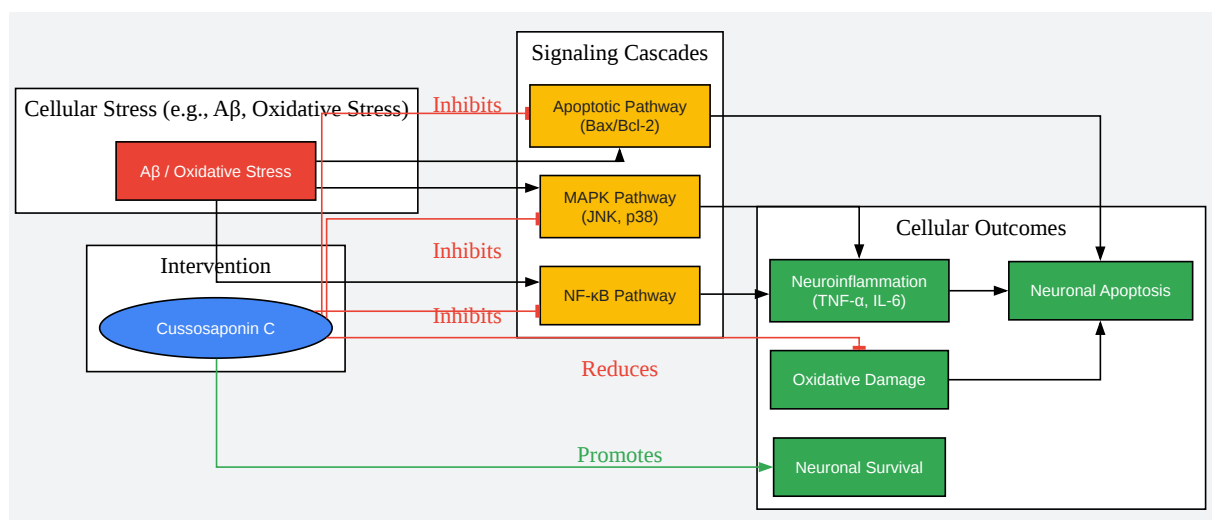 Signaling Cascades
Cellular Stress (e.g., Aβ, Oxidative Stress)
Inhibits
Apoptotic Pathway
(Bax/Bcl-2)
Aβ / Oxidative Stress
MAPK Pathway
(JNK, p38)
Cellular Outcomes
Inhibits
Intervention
Neuroinflammation
(TNF-α, IL-6)
Neuronal Apoptosis
NF-κB Pathway
Inhibits
Cussosaponin C
Reduces
Oxidative Damage
Promotes
Neuronal Survival